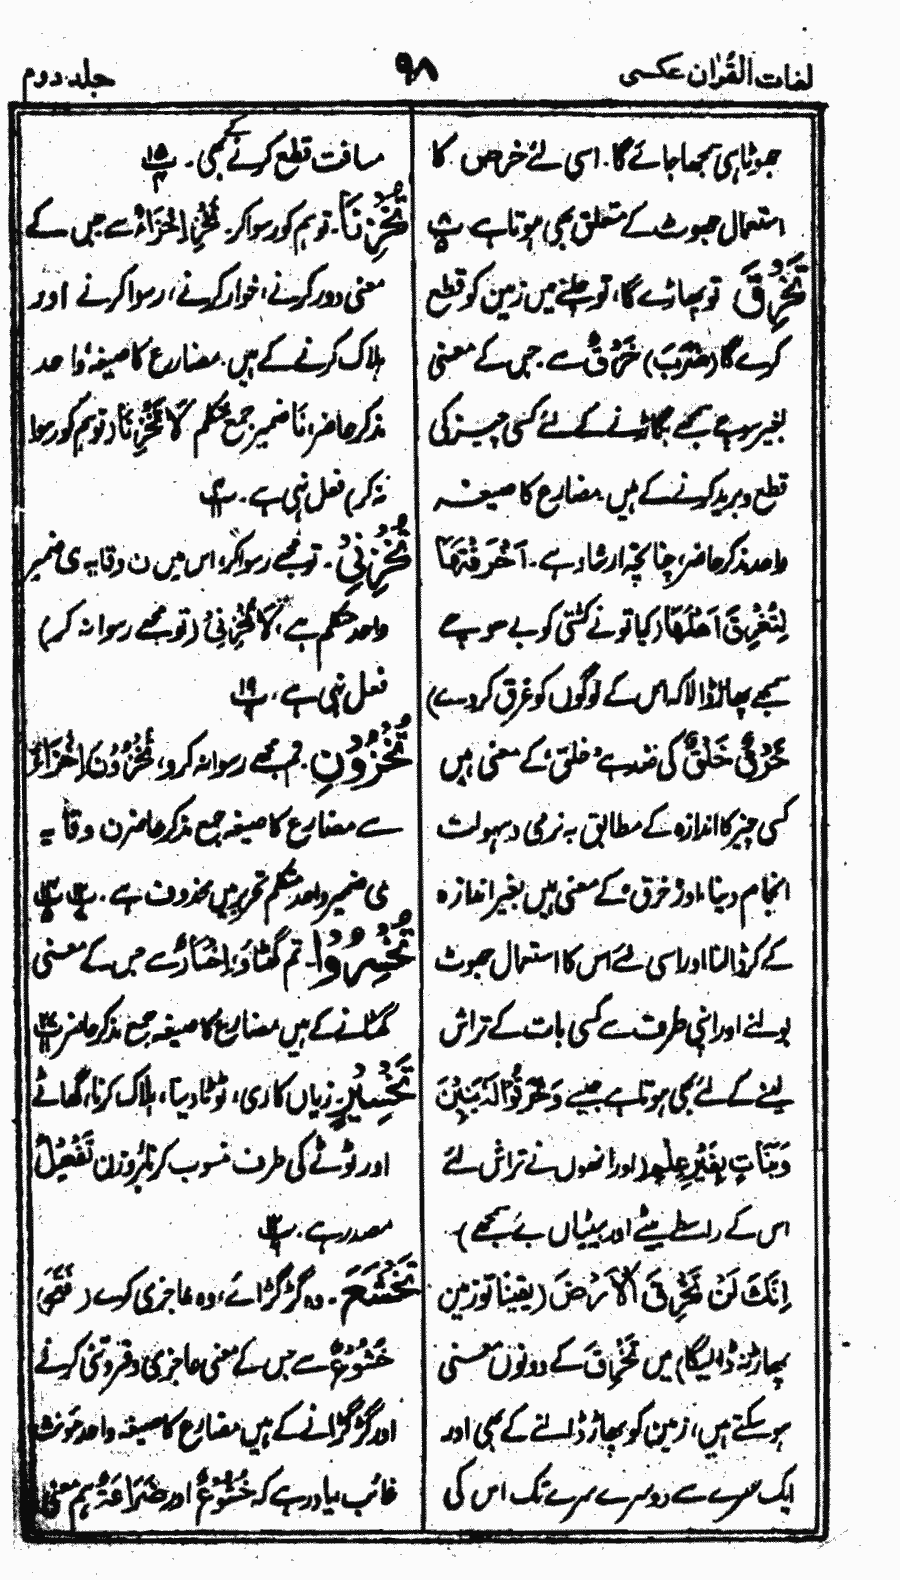 لغات القرآن عکسی
۹۸
جلد دوم
جھوٹا ہی سمجھا جائے گا۔ اسی لئے خرص کا
استعمال جھوٹ کے متعلق بھی ہوتا ہے پ ۸ ۵
تَخْرِقَ تو پھاڑے گا، تو چلنے میں زمین کو قطع
کرے گا (ضَرَبَ) خَرْقٌ سے۔ جس کے معنی
بغیر سوچے سمجھے بگاڑنے کے لئے کسی چیز کی
قطع و برید کرنے کے ہیں۔ مضارع کا صیغہ
واحد مذکر حاضر، چنانچہ ارشاد ہے۔ اَخَرَقْتَهَا
لِتُغْرِقَ اَهْلَهَا (کیا تو نے کشتی کو بے سوچے
سمجھے پھاڑ ڈالا کہ اس کے لوگوں کو غرق کر دے)
خَرْقٌ خَلْقٌ کی ضد ہے خلق کے معنی ہیں
کسی چیز کا اندازہ کے مطابق بہ نرمی و سہولت
انجام دینا، اور خرق کے معنی ہیں بغیر اندازہ
کے کر ڈالنا اور اسی لئے اس کا استعمال جھوٹ
بولنے اور اپنی طرف سے کسی بات کے تراش
لینے کے لئے بھی ہوتا ہے جیسے وَخَرَقُوْا لَهٗ بَنِيْنَ
وَبَنَاتٍ بِغَيْرِ عِلْمٍ (اور انھوں نے تراش لئے
اس کے واسطے بیٹے اور بیٹیاں بے سمجھے)۔
اِنَّكَ لَنْ تَخْرِقَ الْاَرْضَ (یقیناً تو زمین
پھاڑ نہ ڈالیگا) میں تَخْرِقَ کے دونوں معنی
ہو سکتے ہیں، زمین کو پھاڑ ڈالنے کے بھی اور
ایک سرے سے دوسرے سرے تک اس کی
مسافت قطع کرنے کے بھی۔ پ ۱۵ ۴
تُخْزِنَا۔ تو ہم کو رسوا کر۔ تُخْزِ اِخْزَاءٌ سے جس کے
معنی دور کرنے، خوار کرنے، رسوا کرنے اور
ہلاک کرنے کے ہیں۔ مضارع کا صیغہ واحد
مذکر حاضر، نَا ضمیر جمع متکلم لَا تُخْزِنَا (تو ہم کو رسوا
نہ کر) فعل نہی ہے۔ پ
تُخْزِنِيْ۔ تو مجھے رسوا کر، اس میں ن وقایہ ی ضمیر
واحد متکلم ہے، لَا تُخْزِنِيْ (تو مجھے رسوا نہ کر)
فعل نہی ہے، پ ۱۹ ۹
تُخْزُوْنِ۔ تم مجھے رسوا نہ کرو، تُخْزُوْنَ اِخْزَاءٌ
سے مضارع کا صیغہ جمع مذکر حاضر ن وقایہ
ی ضمیر واحد متکلم تحریر میں محذوف ہے۔
تُخْسِرُوْا۔ تم گھٹاؤ، اِخْسَارٌ سے جس کے معنی
گھٹانے کے ہیں مضارع کا صیغہ جمع مذکر حاضر
تَخْسِيْرٍ۔ زیاں کاری، ٹوٹا دینا، ہلاک کرنا، گھاٹے
اور ٹوٹے کی طرف منسوب کرنا بروزن تَفْعِيْلٌ
مصدر ہے۔ پ
تَخْشَعَ۔ وہ گڑگڑائے، وہ عاجزی کرے (فَتَحَ)
خُشُوْعٌ سے جس کے معنی عاجزی و فروتنی کرنے
اور گڑگڑانے کے ہیں مضارع کا صیغہ واحد مؤنث
غائب، یاد رہے کہ خُشُوْعٌ اور ضَرَاعَةٌ ہم معنی